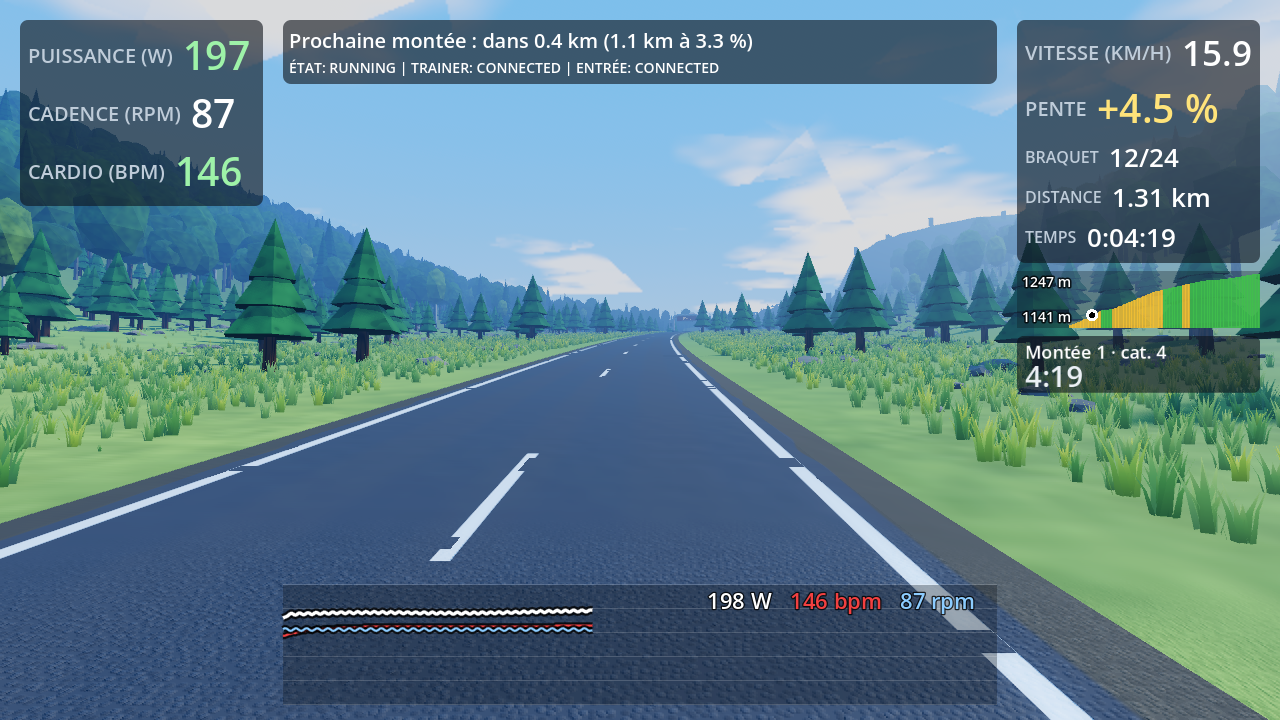 PUISSANCE (W) 197
CADENCE (RPM) 87
CARDIO (BPM) 146
Prochaine montée : dans 0.4 km (1.1 km à 3.3 %)
ÉTAT: RUNNING | TRAINER: CONNECTED | ENTRÉE: CONNECTED
VITESSE (KM/H) 15.9
PENTE +4.5 %
BRAQUET 12/24
DISTANCE 1.31 km
TEMPS 0:04:19
1247 m
1141 m
Montée 1 · cat. 4
4:19
198 W 146 bpm 87 rpm